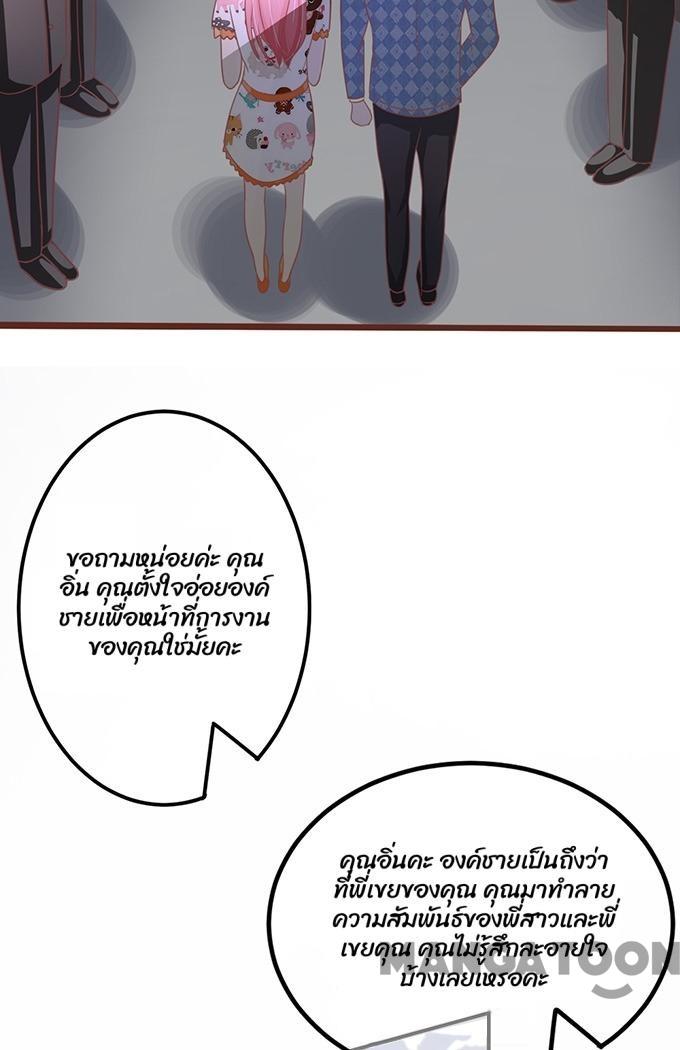 ขอถามหน่อยค่ะ คุณ
อิ่น คุณตั้งใจอ่อยองค์
ชายเพื่อหน้าที่การงาน
ของคุณใช่มั้ยคะ
คุณอิ่นคะ องค์ชายเป็นถึงว่า
ที่พี่เขยของคุณ คุณมาทำลาย
ความสัมพันธ์ของพี่สาวและพี่
เขยคุณ คุณไม่รู้สึกละอายใจ
บ้างเลยเหรอคะ
MANGATOON